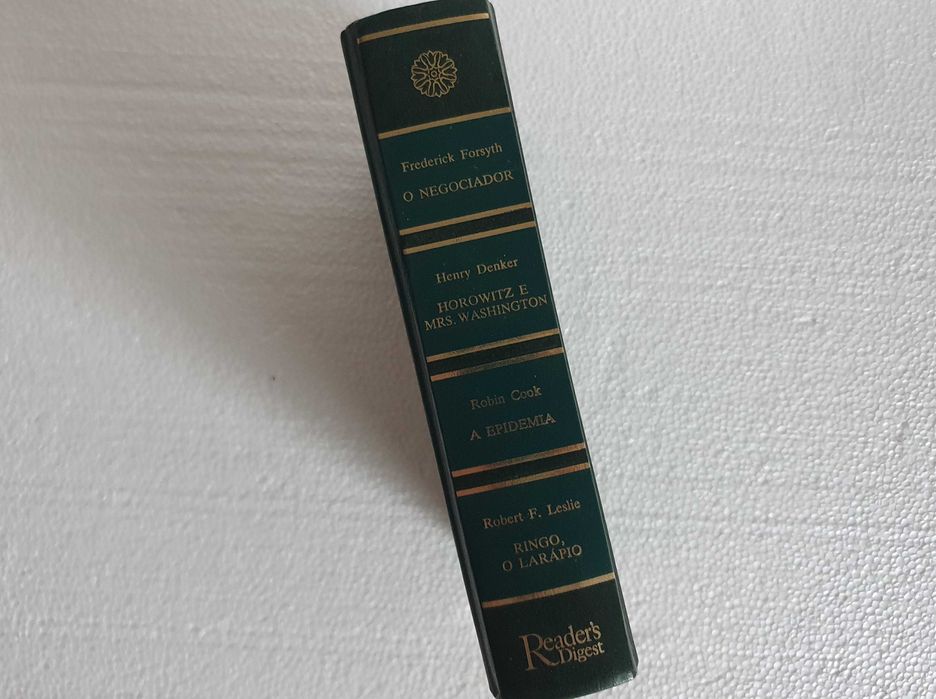 Frederick Forsyth
O NEGOCIADOR
Henry Denker
HOROWITZ E
MRS. WASHINGTON
Robin Cook
A EPIDEMIA
Robert F. Leslie
RINGO,
O LARÁPIO
Reader's
Digest